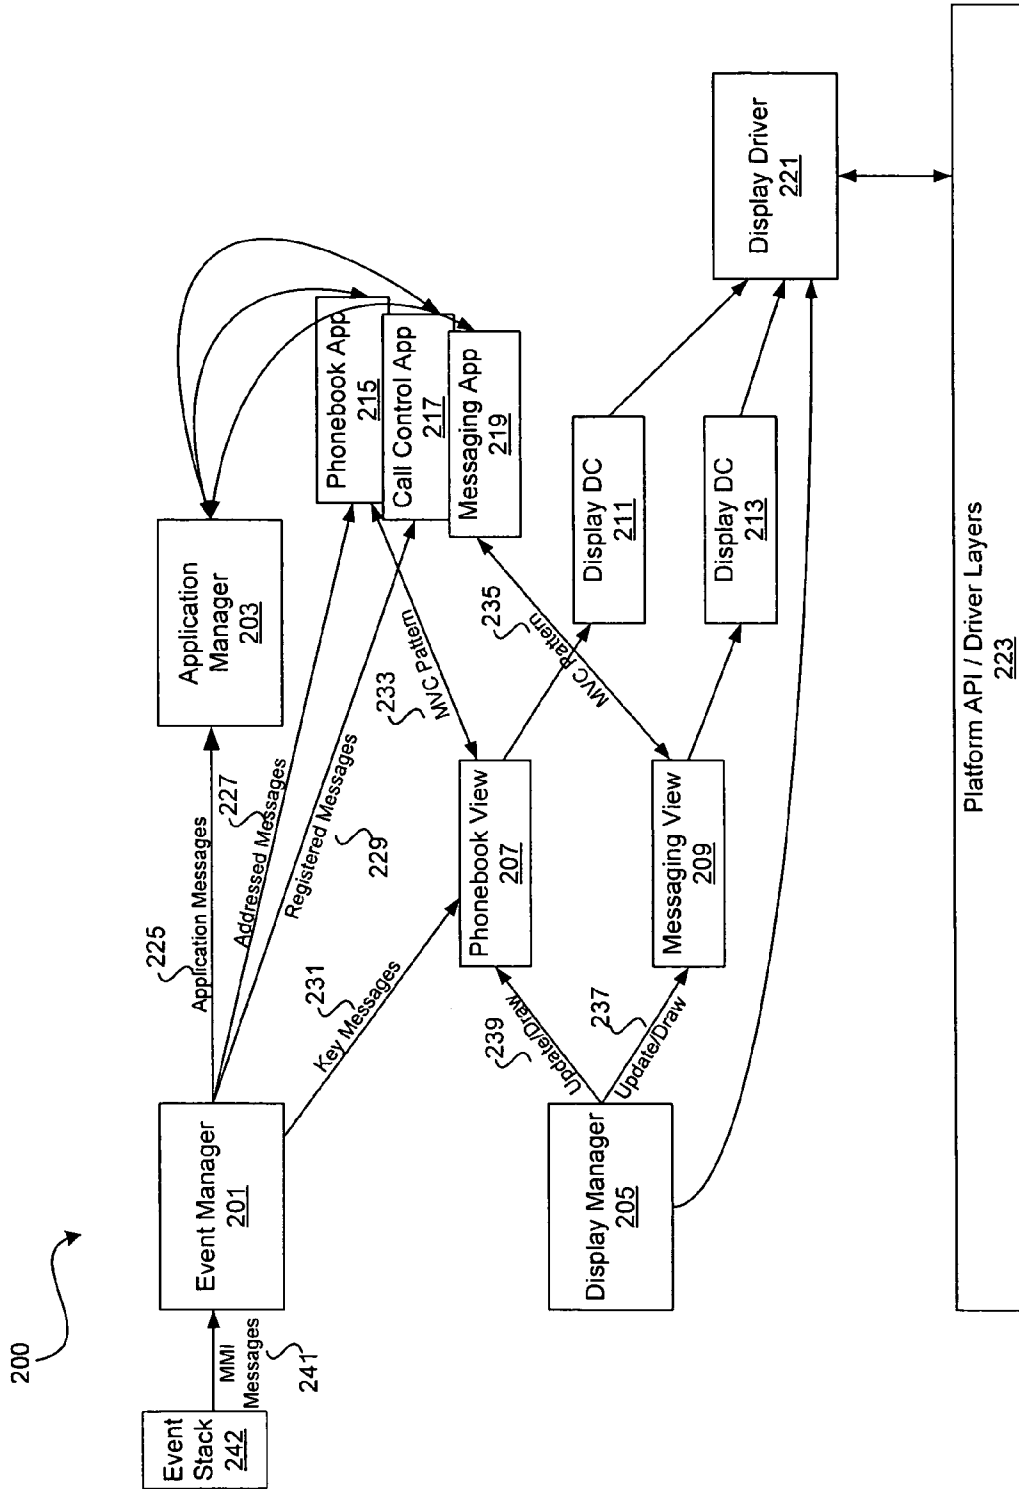 200
Event
Stack
242
MMI
Messages
241
Event Manager
201
225
Application Messages
227
Addressed Messages
Registered Messages
229
231
Key Messages
Application
Manager
203
Phonebook App
215
Call Control App
217
Messaging App
219
233
MVC Pattern
235
MVC Pattern
Display Manager
205
239
Update/Draw
237
Update/Draw
Phonebook View
207
Messaging View
209
Display DC
211
Display DC
213
Display Driver
221
Platform API / Driver Layers
223